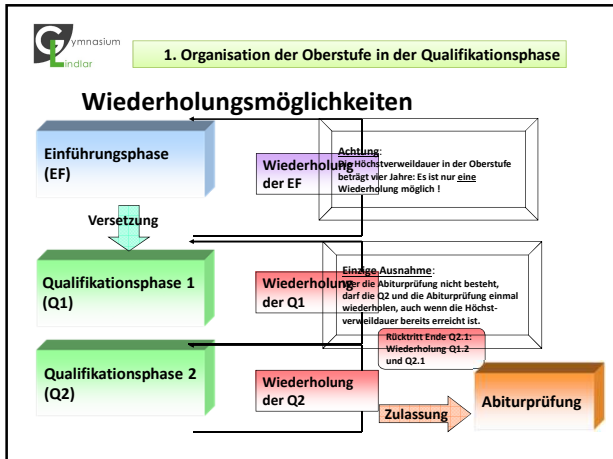 Gymnasium
Lindlar
1. Organisation der Oberstufe in der Qualifikationsphase
Wiederholungsmöglichkeiten
Einführungsphase
(EF)
Wiederholung
der EF
Achtung:
Die Höchstverweildauer in der Oberstufe
beträgt vier Jahre: Es ist nur eine
Wiederholung möglich !
Versetzung
Qualifikationsphase 1
(Q1)
Wiederholung
der Q1
Einzige Ausnahme:
Wer die Abiturprüfung nicht besteht,
darf die Q2 und die Abiturprüfung einmal
wiederholen, auch wenn die Höchst-
verweildauer bereits erreicht ist.
Rücktritt Ende Q2.1:
Wiederholung Q1.2
und Q2.1
Qualifikationsphase 2
(Q2)
Wiederholung
der Q2
Zulassung
Abiturprüfung